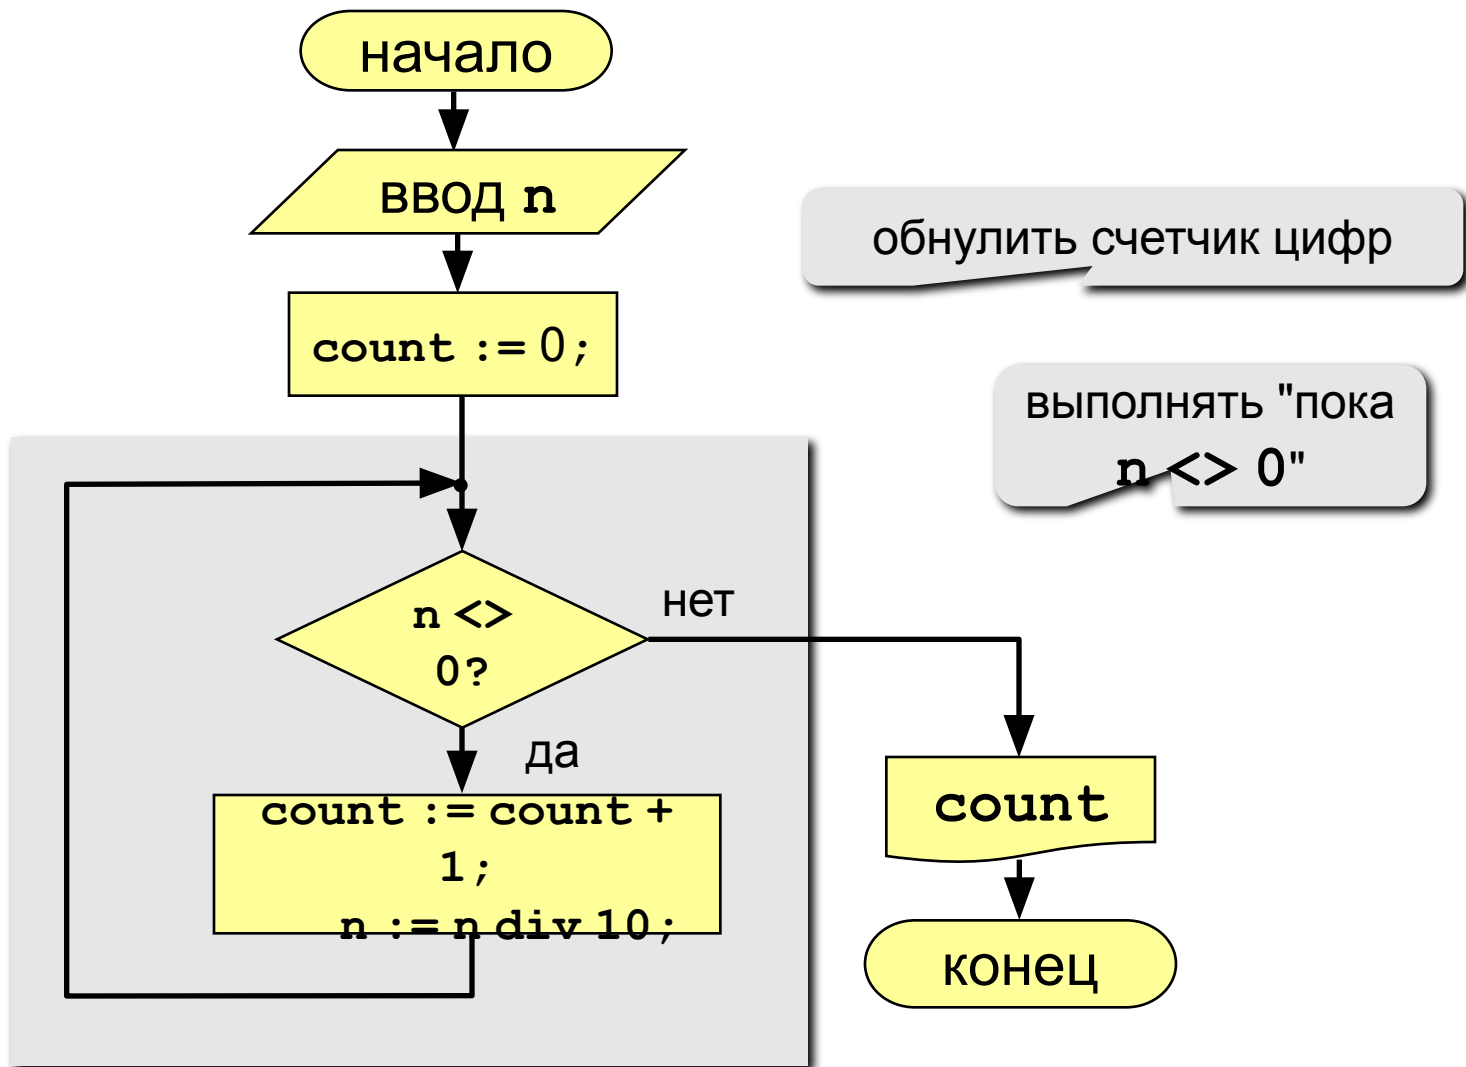 начало
ввод n
обнулить счетчик цифр
count := 0;
выполнять "пока
n <> 0"
n <>
0?
нет
да
count := count +
1;
n := n div 10;
count
конец